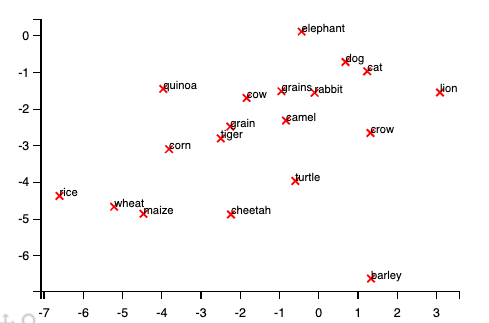 elephant
0
dog
cat
-1
quinoa
cow
grains
rabbit
lion
-2
grain
camel
tiger
crow
-3
corn
turtle
-4
rice
wheat
maize
cheetah
-5
-6
barley
-7 -6 -5 -4 -3 -2 -1 0 1 2 3